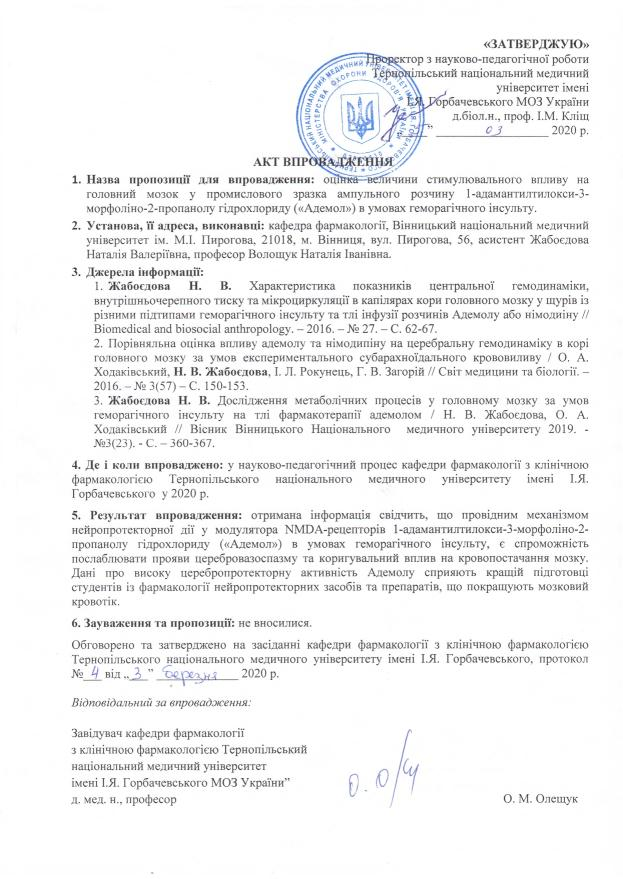 «ЗАТВЕРДЖУЮ»
Проректор з науково-педагогічної роботи
Тернопільський національний медичний
університет імені
І.Я. Горбачевського МОЗ України
д.біол.н., проф. І.М. Кліщ
” 03 2020 р.
АКТ ВПРОВАДЖЕННЯ
1. Назва пропозиції для впровадження: оцінка величини стимулювального впливу на
головний мозок у промислового зразка ампульного розчину 1-адамантилтилокси-3-
морфоліно-2-пропанолу гідрохлориду («Адемол») в умовах геморагічного інсульту.
2. Установа, її адреса, виконавці: кафедра фармакології, Вінницький національний медичний
університет ім. М.І. Пирогова, 21018, м. Вінниця, вул. Пирогова, 56, асистент Жабоєдова
Наталія Валеріївна, професор Волощук Наталія Іванівна.
3. Джерела інформації:
1. Жабоєдова Н. В. Характеристика показників центральної гемодинаміки,
внутрішньочерепного тиску та мікроциркуляції в капілярах кори головного мозку у щурів із
різними підтипами геморагічного інсульту та тлі інфузії розчинів Адемолу або німодиіну //
Biomedical and biosocial anthropology. – 2016. – № 27. – С. 62-67.
2. Порівняльна оцінка впливу адемолу та німодипіну на церебральну гемодинаміку в корі
головного мозку за умов експериментального субарахноїдального крововиливу / О. А.
Ходаківський, Н. В. Жабоєдова, І. Л. Рокунець, Г. В. Загорій // Світ медицини та біології. –
2016. – № 3(57) – С. 150-153.
3. Жабоєдова Н. В. Дослідження метаболічних процесів у головному мозку за умов
геморагічного інсульту на тлі фармакотерапії адемолом / Н. В. Жабоєдова, О. А.
Ходаківський // Вісник Вінницького Національного медичного університету 2019. -
№3(23). - С. – 360-367.
4. Де і коли впроваджено: у науково-педагогічний процес кафедри фармакології з клінічною
фармакологією Тернопільського національного медичного університету імені І.Я.
Горбачевського у 2020 р.
5. Результат впровадження: отримана інформація свідчить, що провідним механізмом
нейропротекторної дії у модулятора NMDA-рецепторів 1-адамантилтилокси-3-морфоліно-2-
пропанолу гідрохлориду («Адемол») в умовах геморагічного інсульту, є спроможність
послаблювати прояви церебровазоспазму та коригувальний вплив на кровопостачання мозку.
Дані про високу церебропротекторну активність Адемолу сприяють кращій підготовці
студентів із фармакології нейропротекторних засобів та препаратів, що покращують мозковий
кровотік.
6. Зауваження та пропозиції: не вносилися.
Обговорено та затверджено на засіданні кафедри фармакології з клінічною фармакологією
Тернопільського національного медичного університету імені І.Я. Горбачевського, протокол
№ 4 від „ 3 ” березня 2020 р.
Відповідальний за впровадження:
Завідувач кафедри фармакології
з клінічною фармакологією Тернопільський
національний медичний університет
імені І.Я. Горбачевського МОЗ України”
д. мед. н., професор О. М. Олещук